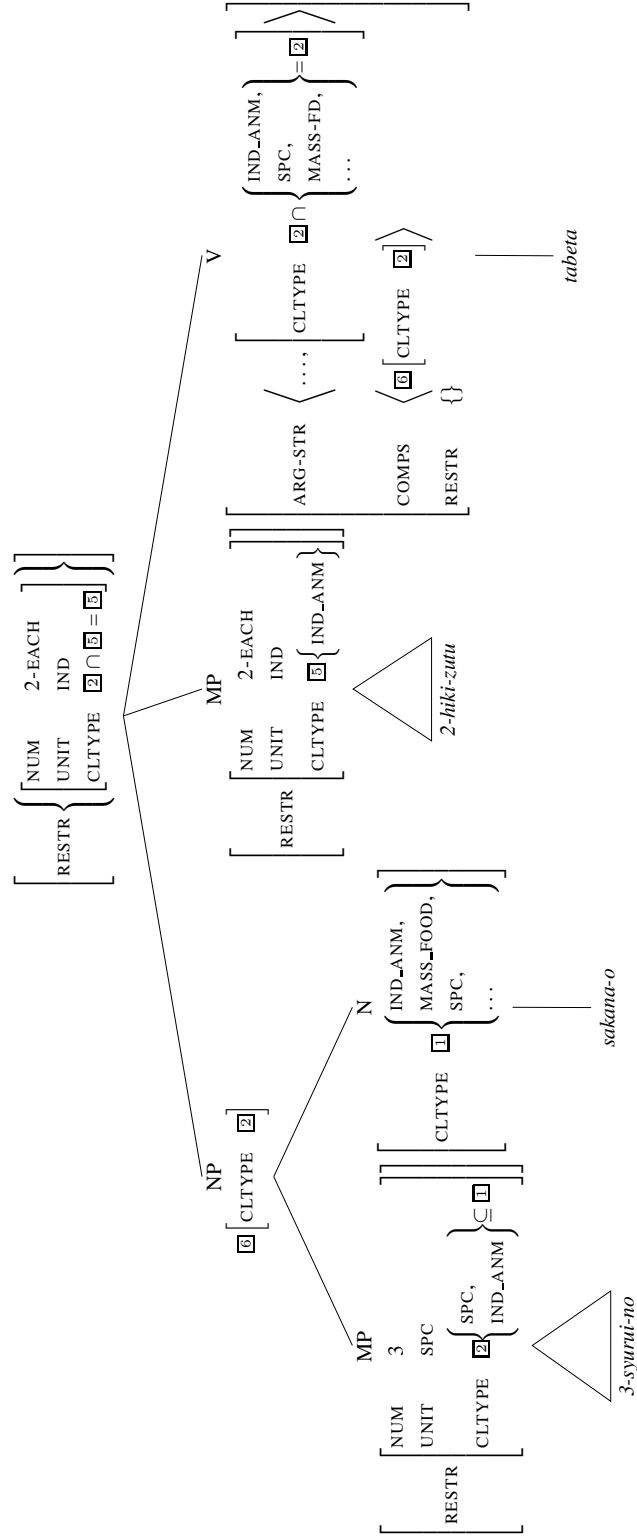 [RESTR { [NUM 2-EACH
UNIT IND
CLTYPE 2 ∩ 5 = 5] } ]
NP
6 [CLTYPE 2]
MP
[RESTR [NUM 2-EACH
UNIT IND
CLTYPE 5 {IND_ANM}]]
2-hiki-zutu
V
[ARG-STR ⟨ ...., [CLTYPE 2 ∩ {IND_ANM,
SPC,
MASS-FD,
...} = 2] ⟩
COMPS ⟨ 6 [CLTYPE 2] ⟩
RESTR {}]
tabeta
MP
[RESTR [NUM 3
UNIT SPC
CLTYPE 2 {SPC,
IND_ANM} ⊆ 1]]
3-syurui-no
N
[CLTYPE 1 {IND_ANM,
MASS_FOOD,
SPC,
...}]
sakana-o